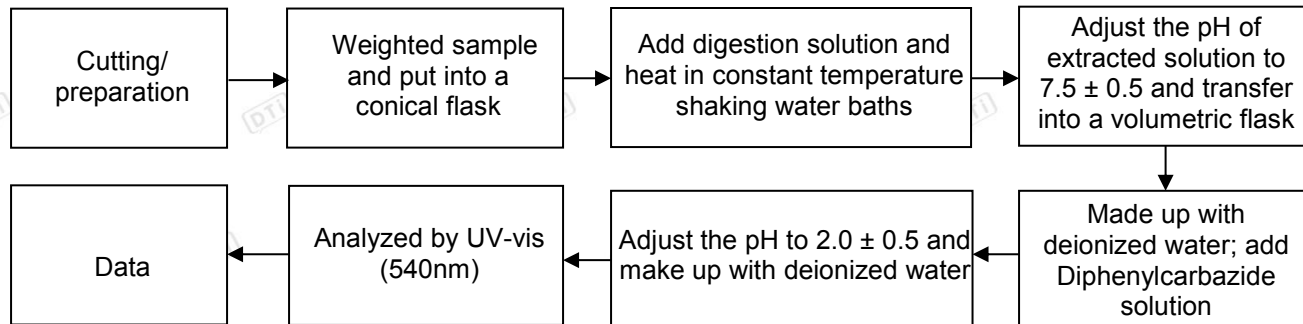 Cutting/
preparation
Weighted sample
and put into a
conical flask
Add digestion solution and
heat in constant temperature
shaking water baths
Adjust the pH of
extracted solution to
7.5 ± 0.5 and transfer
into a volumetric flask
Made up with
deionized water; add
Diphenylcarbazide
solution
Adjust the pH to 2.0 ± 0.5 and
make up with deionized water
Analyzed by UV-vis
(540nm)
Data
DTi